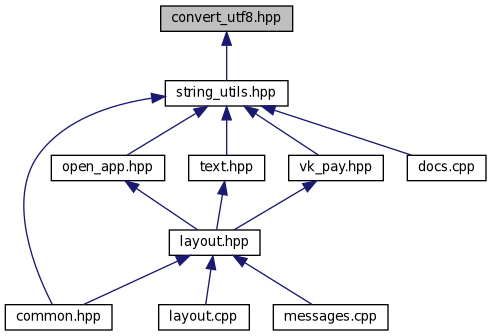 convert_utf8.hpp
string_utils.hpp
open_app.hpp
text.hpp
vk_pay.hpp
docs.cpp
layout.hpp
common.hpp
layout.cpp
messages.cpp